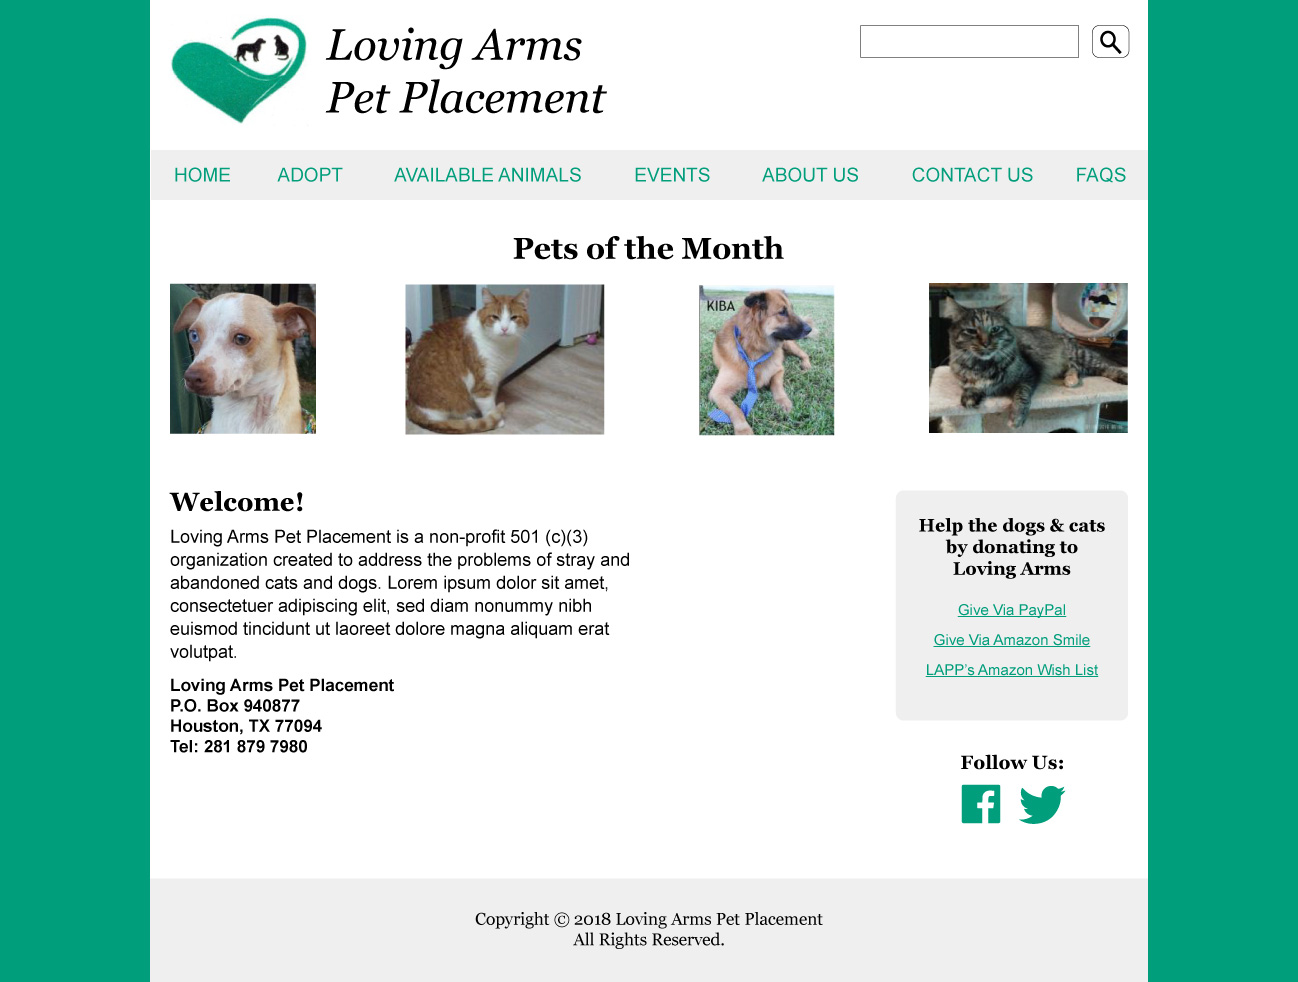 Loving Arms
Pet Placement
HOME ADOPT AVAILABLE ANIMALS EVENTS ABOUT US CONTACT US FAQS
Pets of the Month
KIBA
Welcome!
Loving Arms Pet Placement is a non-profit 501 (c)(3)
organization created to address the problems of stray and
abandoned cats and dogs. Lorem ipsum dolor sit amet,
consectetuer adipiscing elit, sed diam nonummy nibh
euismod tincidunt ut laoreet dolore magna aliquam erat
volutpat.
Loving Arms Pet Placement
P.O. Box 940877
Houston, TX 77094
Tel: 281 879 7980
Help the dogs & cats
by donating to
Loving Arms
Give Via PayPal
Give Via Amazon Smile
LAPP's Amazon Wish List
Follow Us:
Copyright © 2018 Loving Arms Pet Placement
All Rights Reserved.